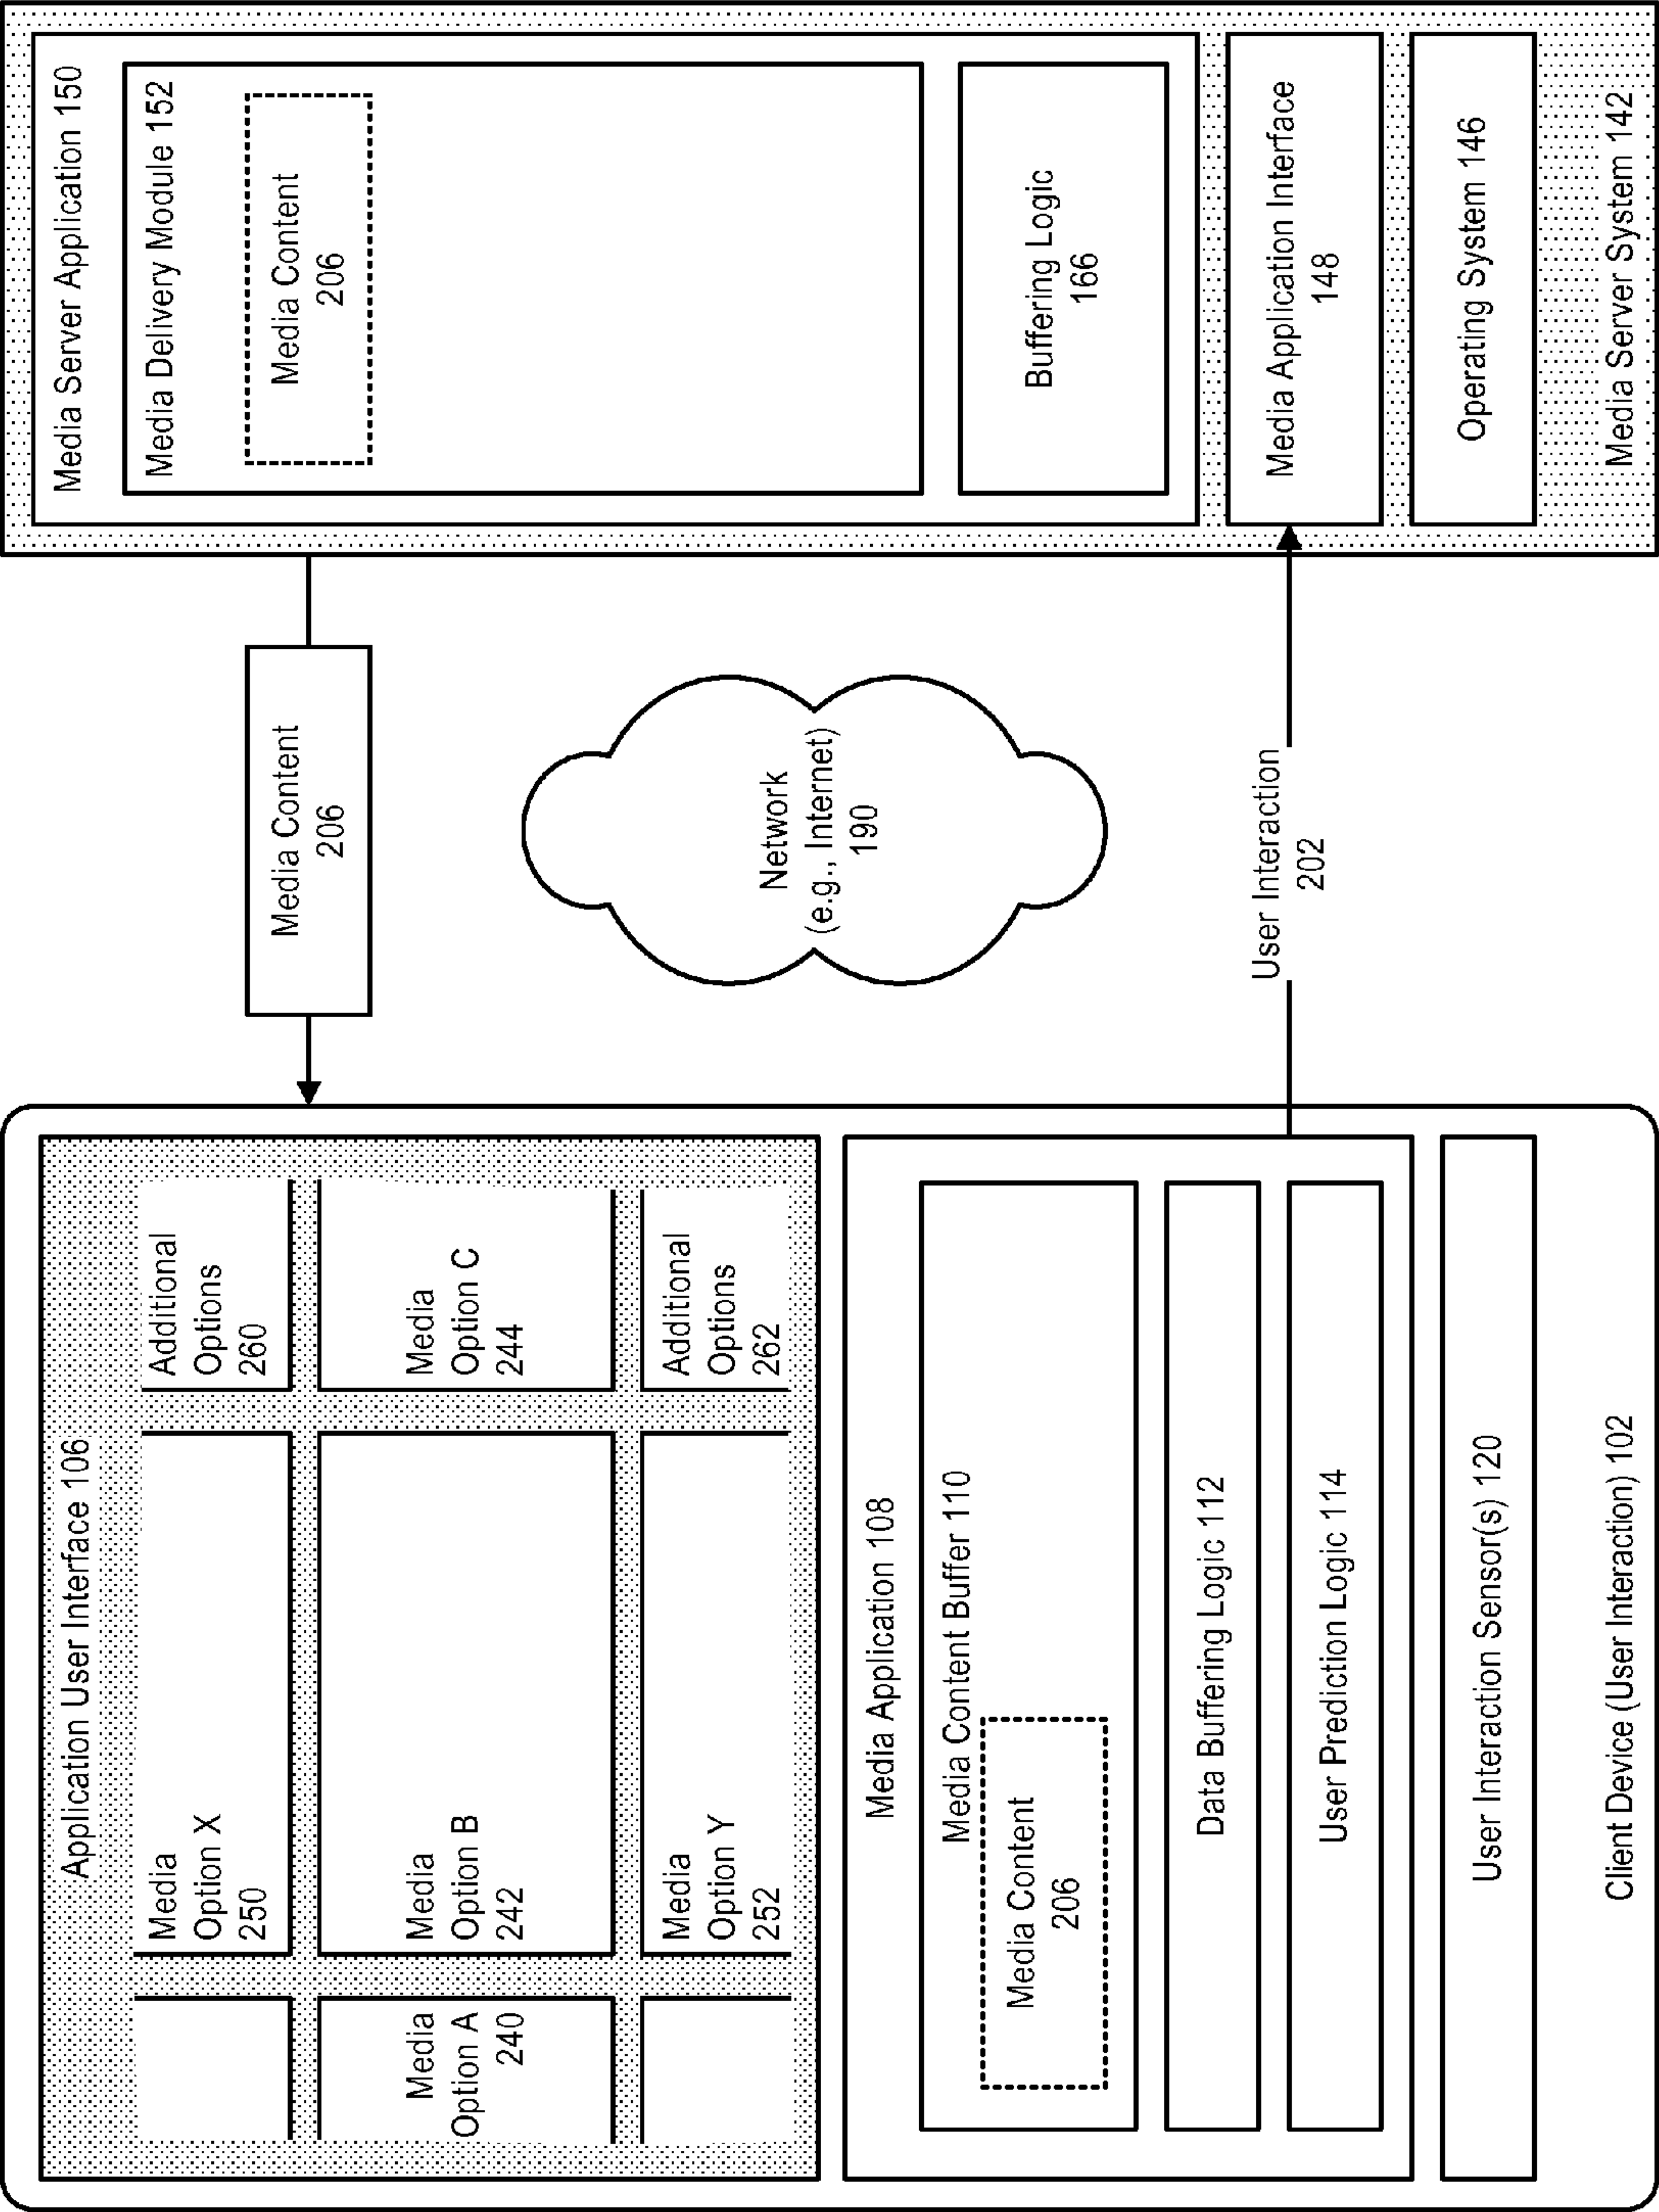 Application User Interface 106
Media
Option X
250
Additional
Options
260
Media
Option A
240
Media
Option B
242
Media
Option C
244
Media
Option Y
252
Additional
Options
262
Media Application 108
Media Content Buffer 110
Media Content
206
Data Buffering Logic 112
User Prediction Logic 114
User Interaction Sensor(s) 120
Client Device (User Interaction) 102
Media Content
206
Network
(e.g., Internet)
190
User Interaction
202
Media Server Application 150
Media Delivery Module 152
Media Content
206
Buffering Logic
166
Media Application Interface
148
Operating System 146
Media Server System 142